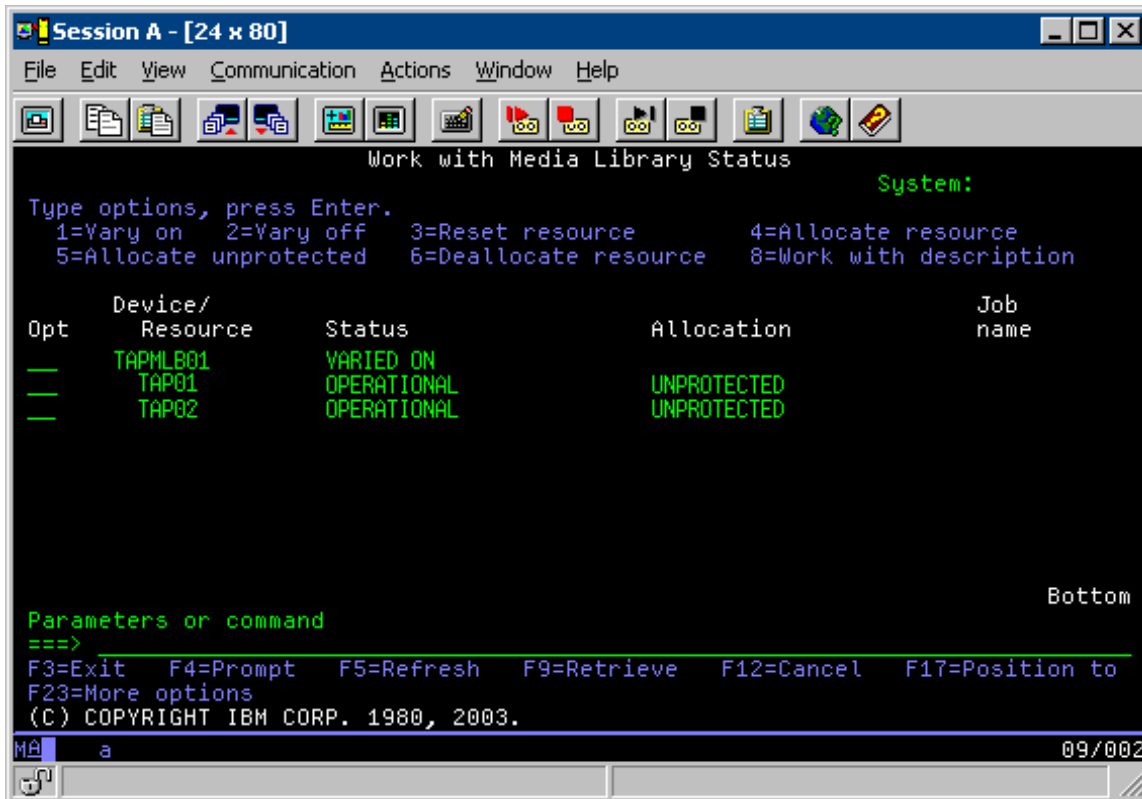 Session A - [24 x 80]
File Edit View Communication Actions Window Help
Work with Media Library Status
System:
Type options, press Enter.
1=Vary on 2=Vary off 3=Reset resource 4=Allocate resource
5=Allocate unprotected 6=Deallocate resource 8=Work with description
Device/ Job
Opt Resource Status Allocation name
__ TAPMLB01 VARIED ON
__ TAP01 OPERATIONAL UNPROTECTED
__ TAP02 OPERATIONAL UNPROTECTED
Bottom
Parameters or command
===>
F3=Exit F4=Prompt F5=Refresh F9=Retrieve F12=Cancel F17=Position to
F23=More options
(C) COPYRIGHT IBM CORP. 1980, 2003.
MA a 09/002